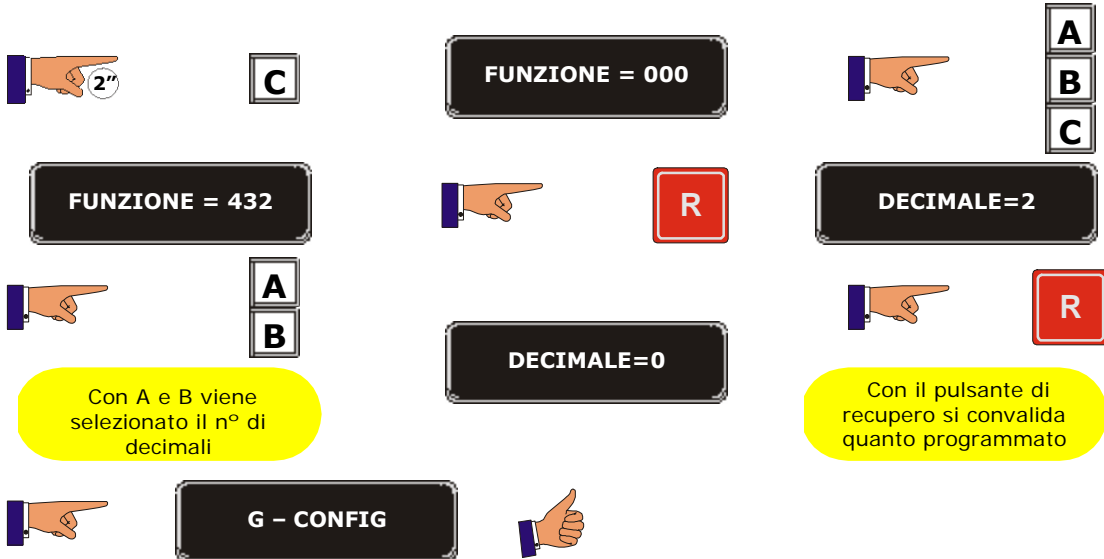 2”
C
FUNZIONE = 000
A
B
C
FUNZIONE = 432
R
DECIMALE=2
A
B
DECIMALE=0
R
Con A e B viene
selezionato il nº di
decimali
Con il pulsante di
recupero si convalida
quanto programmato
G – CONFIG